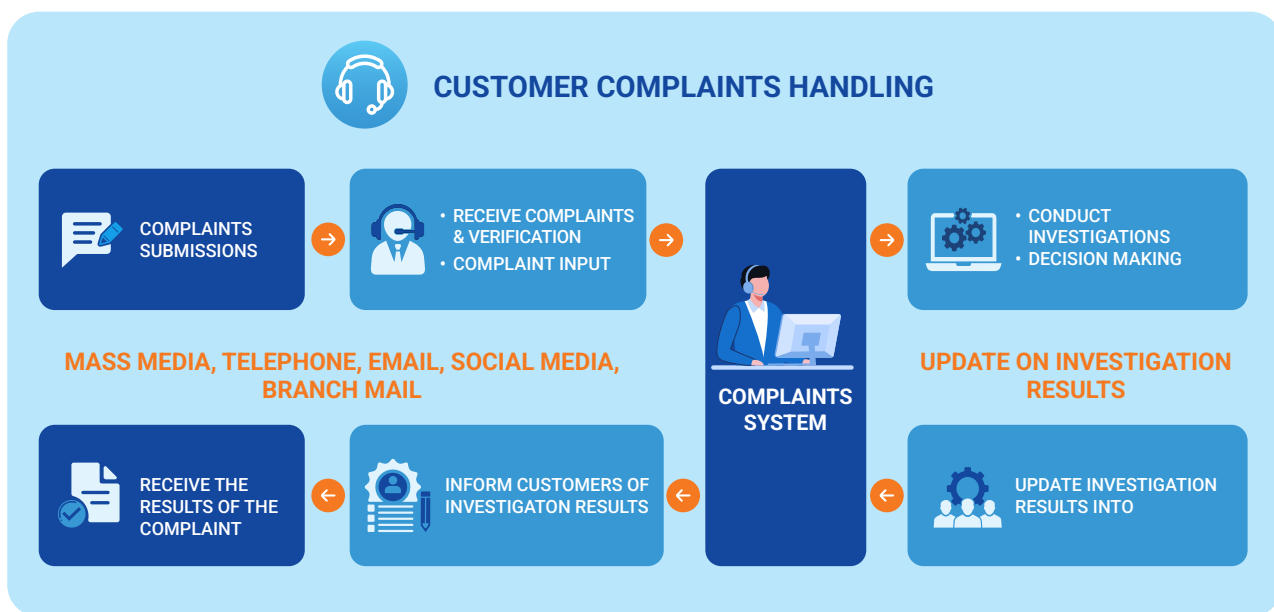 CUSTOMER COMPLAINTS HANDLING
COMPLAINTS
SUBMISSIONS
• RECEIVE COMPLAINTS
& VERIFICATION
• COMPLAINT INPUT
• CONDUCT
INVESTIGATIONS
• DECISION MAKING
MASS MEDIA, TELEPHONE, EMAIL, SOCIAL MEDIA,
BRANCH MAIL
COMPLAINTS
SYSTEM
UPDATE ON INVESTIGATION
RESULTS
RECEIVE THE
RESULTS OF THE
COMPLAINT
INFORM CUSTOMERS OF
INVESTIGATON RESULTS
UPDATE INVESTIGATION
RESULTS INTO